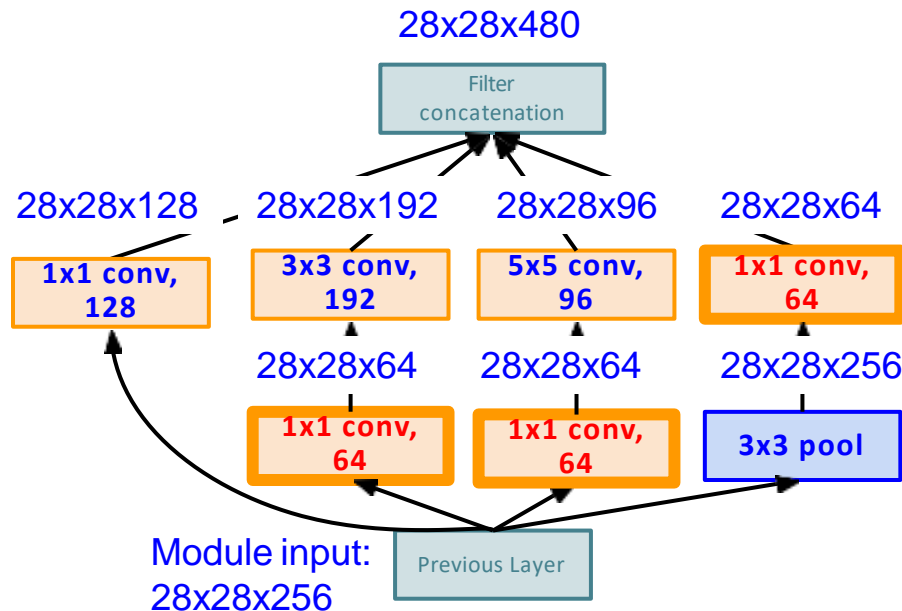 28x28x480
Filter
concatenation
28x28x128
28x28x192
28x28x96
28x28x64
1x1 conv,
128
3x3 conv,
192
5x5 conv,
96
1x1 conv,
64
28x28x64
28x28x64
28x28x256
1x1 conv,
64
1x1 conv,
64
3x3 pool
Module input:
28x28x256
Previous Layer